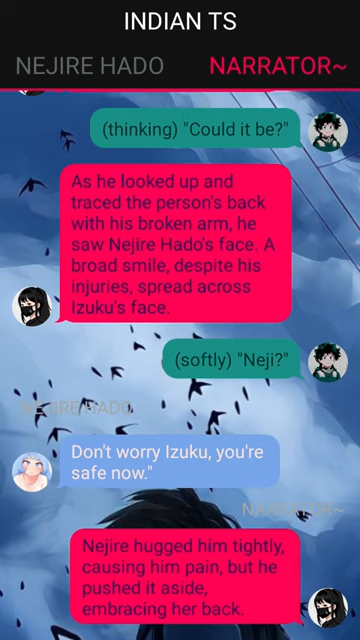 INDIAN TS
NEJIRE HADO NARRATOR~
(thinking) "Could it be?"
As he looked up and
traced the person's back
with his broken arm, he
saw Nejire Hado's face. A
broad smile, despite his
injuries, spread across
Izuku's face.
(softly) "Neji?"
NEJIRE HADO
Don't worry Izuku, you're
safe now."
NARRATOR~
Nejire hugged him tightly,
causing him pain, but he
pushed it aside,
embracing her back.